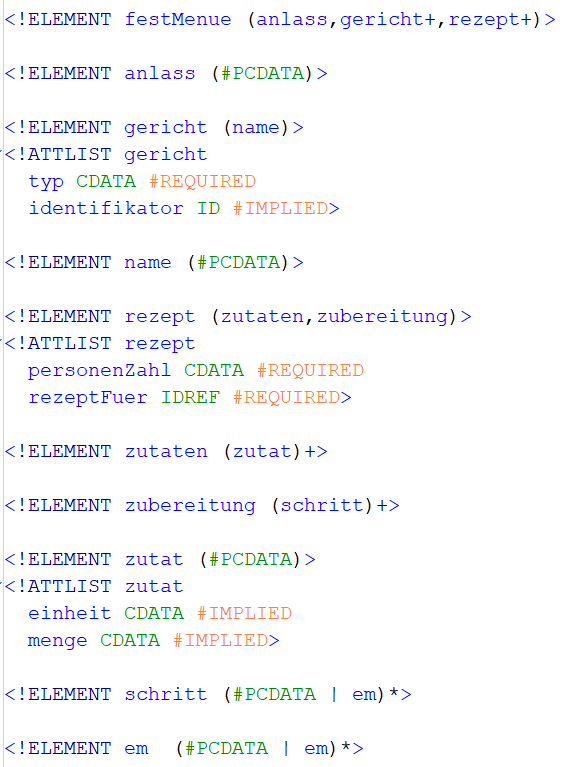 <!ELEMENT festMenue (anlass,gericht+,rezept+)>
<!ELEMENT anlass (#PCDATA)>
<!ELEMENT gericht (name)>
<!ATTLIST gericht
typ CDATA #REQUIRED
identifikator ID #IMPLIED>
<!ELEMENT name (#PCDATA)>
<!ELEMENT rezept (zutaten,zubereitung)>
<!ATTLIST rezept
personenZahl CDATA #REQUIRED
rezeptFuer IDREF #REQUIRED>
<!ELEMENT zutaten (zutat)+>
<!ELEMENT zubereitung (schritt)+>
<!ELEMENT zutat (#PCDATA)>
<!ATTLIST zutat
einheit CDATA #IMPLIED
menge CDATA #IMPLIED>
<!ELEMENT schritt (#PCDATA | em)*>
<!ELEMENT em  (#PCDATA | em)*>